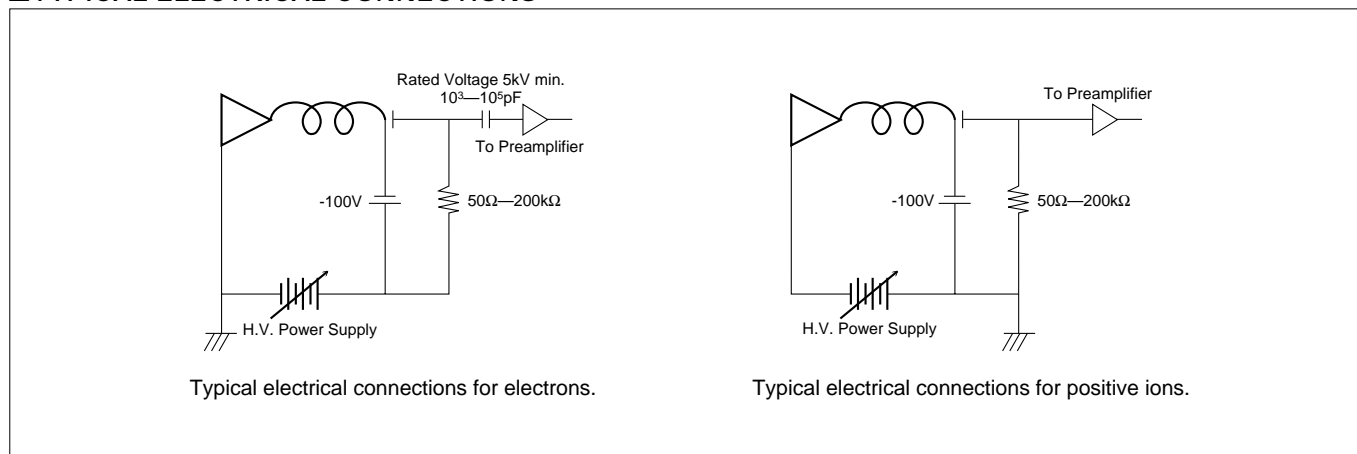 Rated Voltage 5kV min.
10³—10⁵pF
To Preamplifier
-100V
50Ω—200kΩ
H.V. Power Supply
Typical electrical connections for electrons.
To Preamplifier
-100V
50Ω—200kΩ
H.V. Power Supply
Typical electrical connections for positive ions.